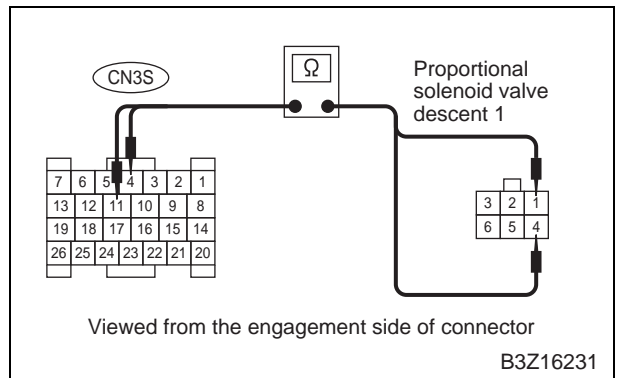 CN3S
Ω
Proportional
solenoid valve
descent 1
7 6 5 4 3 2 1
13 12 11 10 9 8
19 18 17 16 15 14
26 25 24 23 22 21 20
3 2 1
6 5 4
Viewed from the engagement side of connector
B3Z16231